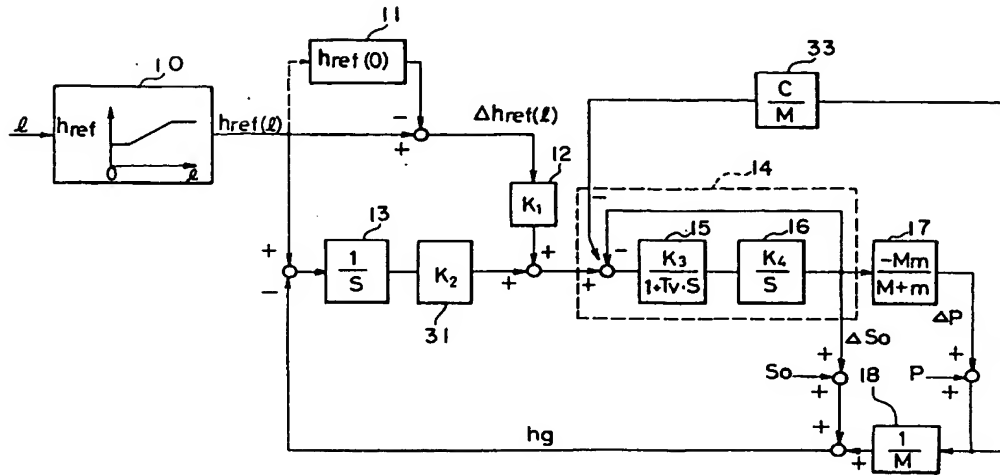 11
href(0)
33
C
M
10
ℓ
href
0
ℓ
href(ℓ)
−
+
Δhref(ℓ)
12
K1
14
−
−
15
K3
1+Tv·S
16
K4
S
17
-Mm
M+m
13
+
−
1
S
K2
31
+
+
+
ΔSo
ΔP
So
+
+
P
+
+
18
hg
+
+
1
M